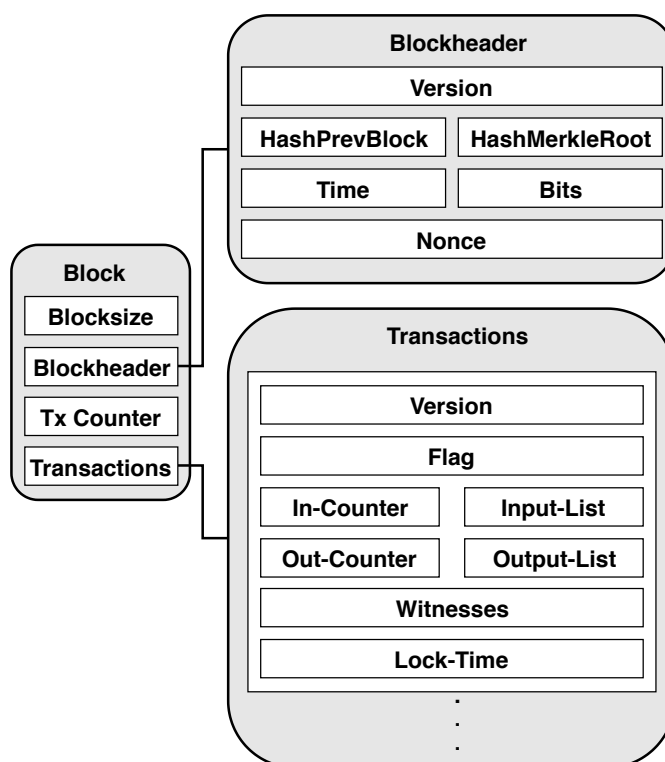 Blockheader
Version
HashPrevBlock HashMerkleRoot
Time Bits
Nonce
Block
Blocksize
Blockheader
Tx Counter
Transactions
Transactions
Version
Flag
In-Counter Input-List
Out-Counter Output-List
Witnesses
Lock-Time
.
.
.